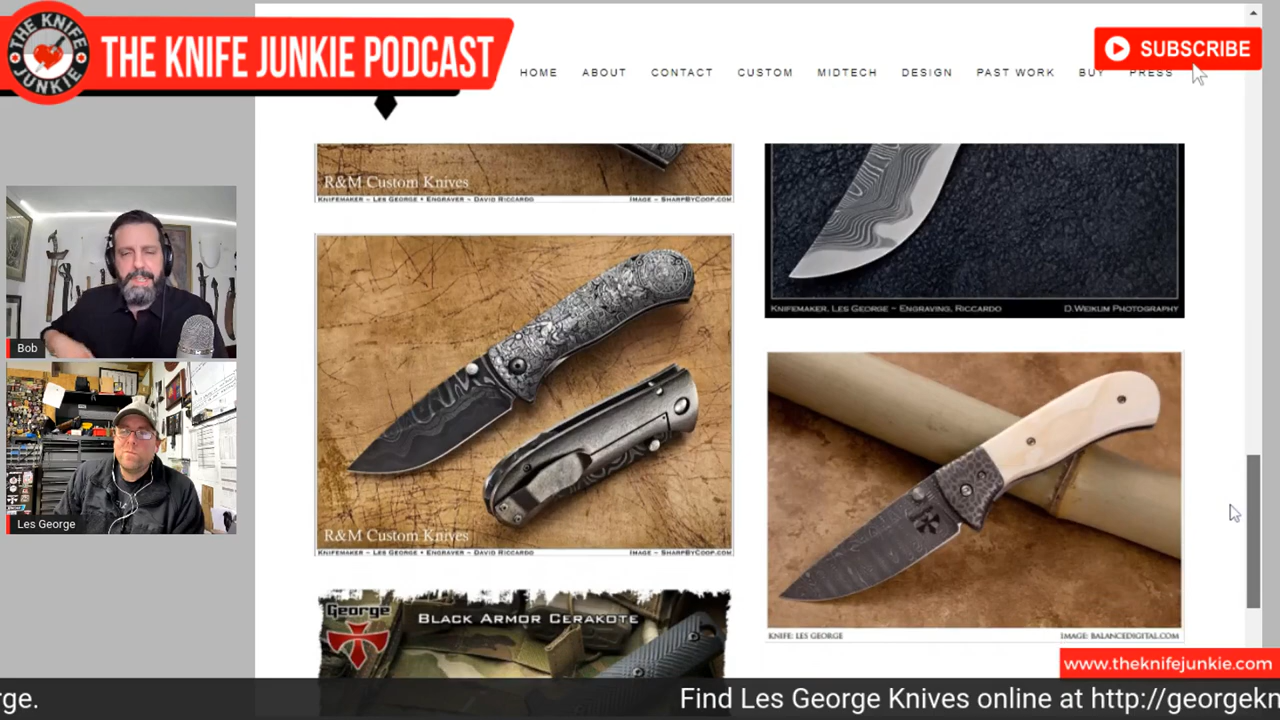 THE KNIFE JUNKIE
THE KNIFE JUNKIE PODCAST
SUBSCRIBE
HOME ABOUT CONTACT CUSTOM MIDTECH DESIGN PAST WORK BUY PRESS
R&M Custom Knives
Knifemaker ~ Les George • Engraver ~ David Riccardo Image ~ SharpByCoop.com
Knifemaker, Les George ~ Engraving, Riccardo D.Weikum Photography
Bob
Les George
R&M Custom Knives
Knifemaker ~ Les George • Engraver ~ David Riccardo Image ~ SharpByCoop.com
George
Black Armor Cerakote
KNIFE: LES GEORGE IMAGE: BALANCEDIGITAL.COM
www.theknifejunkie.com
rge. Find Les George Knives online at http://georgekn